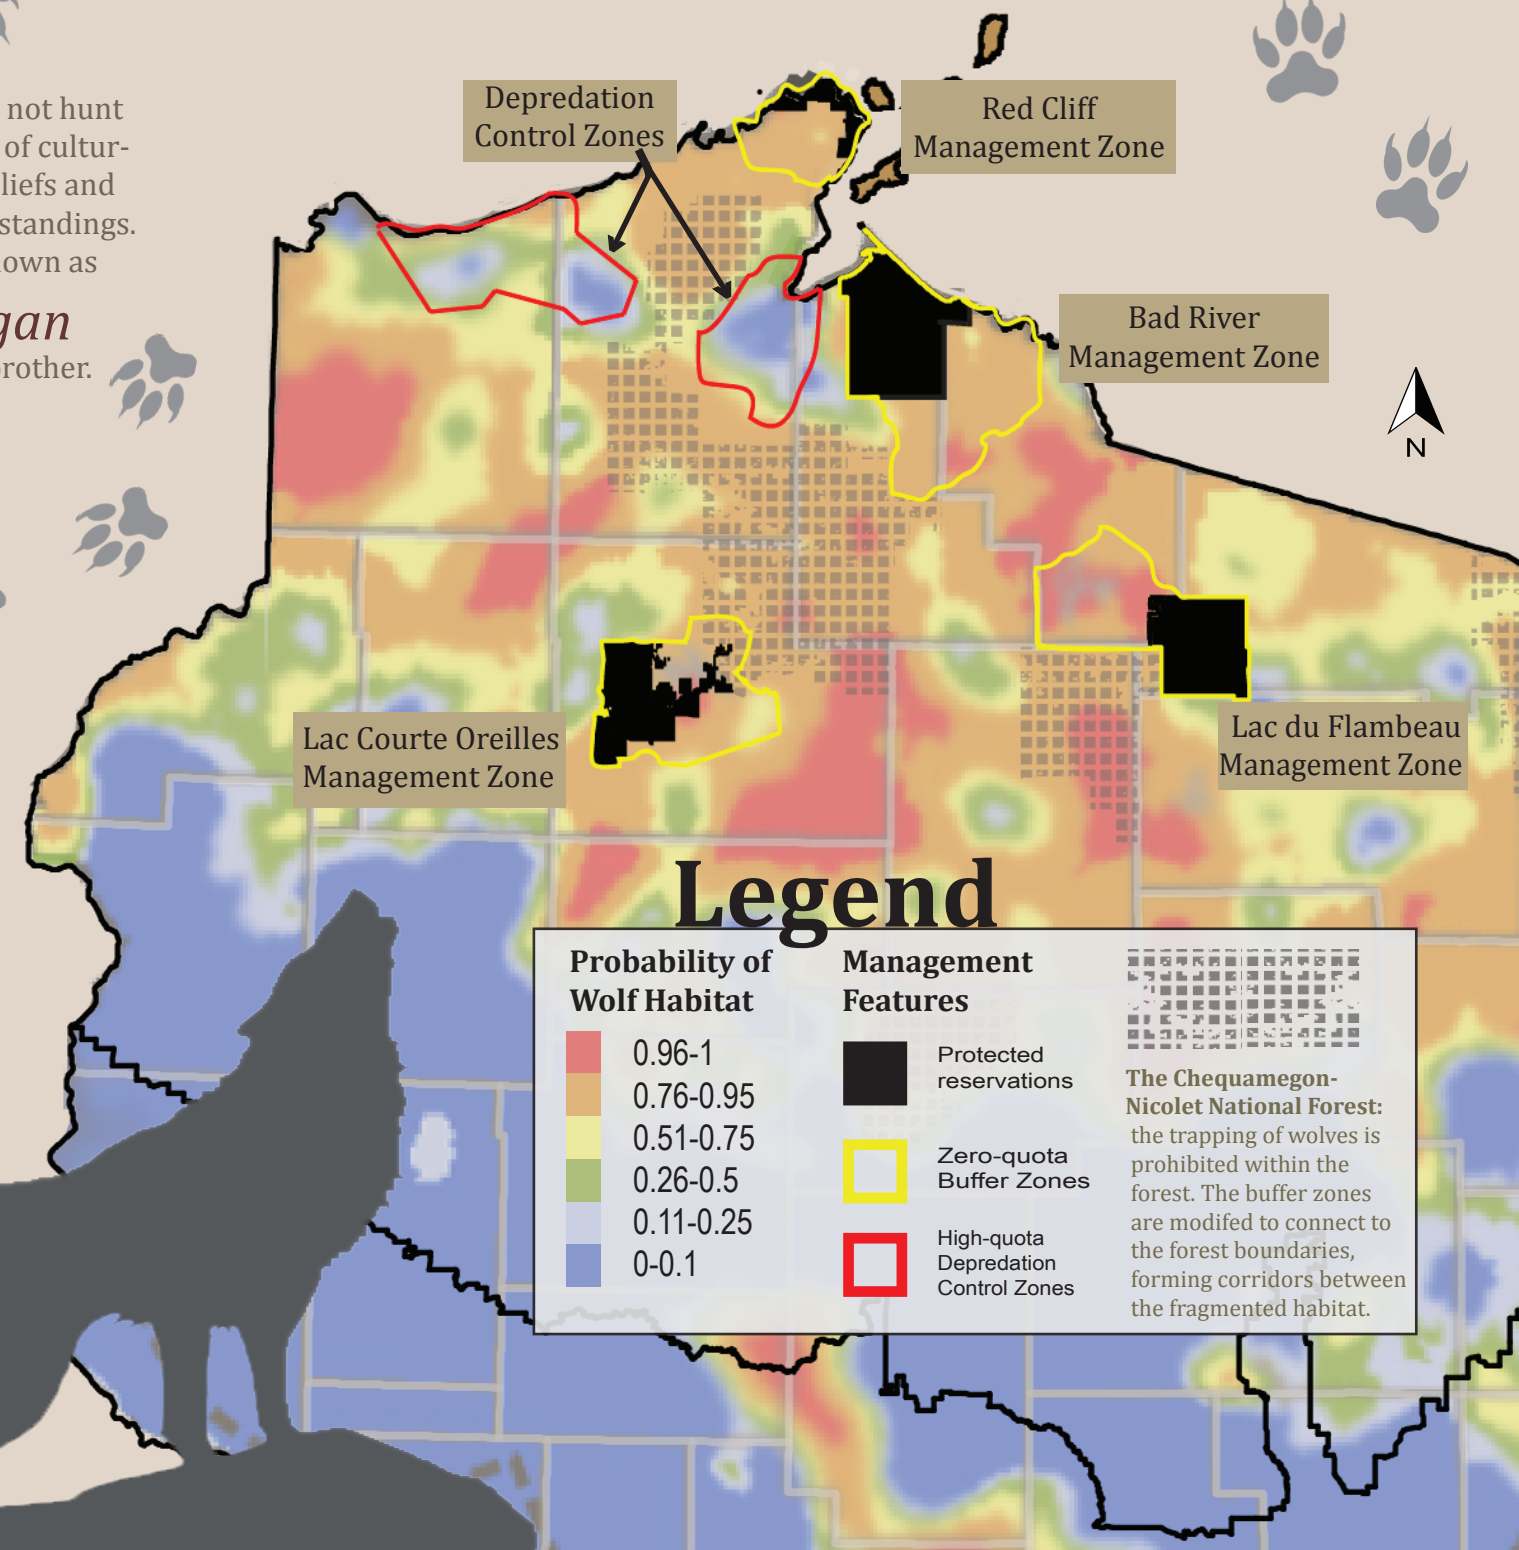 not hunt
of cultur-
liefs and
standings.
own as
gan
rother.
Depredation
Control Zones
Red Cliff
Management Zone
Bad River
Management Zone
N
Lac Courte Oreilles
Management Zone
Lac du Flambeau
Management Zone
Legend
Probability of
Wolf Habitat
0.96-1
0.76-0.95
0.51-0.75
0.26-0.5
0.11-0.25
0-0.1
Management
Features
Protected
reservations
Zero-quota
Buffer Zones
High-quota
Depredation
Control Zones
The Chequamegon-
Nicolet National Forest:
the trapping of wolves is
prohibited within the
forest. The buffer zones
are modifed to connect to
the forest boundaries,
forming corridors between
the fragmented habitat.